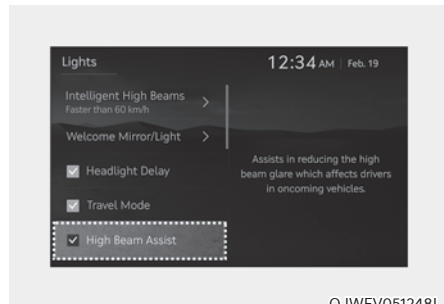 Lights
12:34 AM | Feb. 19
Intelligent High Beams
Faster than 60 km/h
Welcome Mirror/Light
Headlight Delay
Travel Mode
High Beam Assist
Assists in reducing the high
beam glare which affects drivers
in oncoming vehicles.